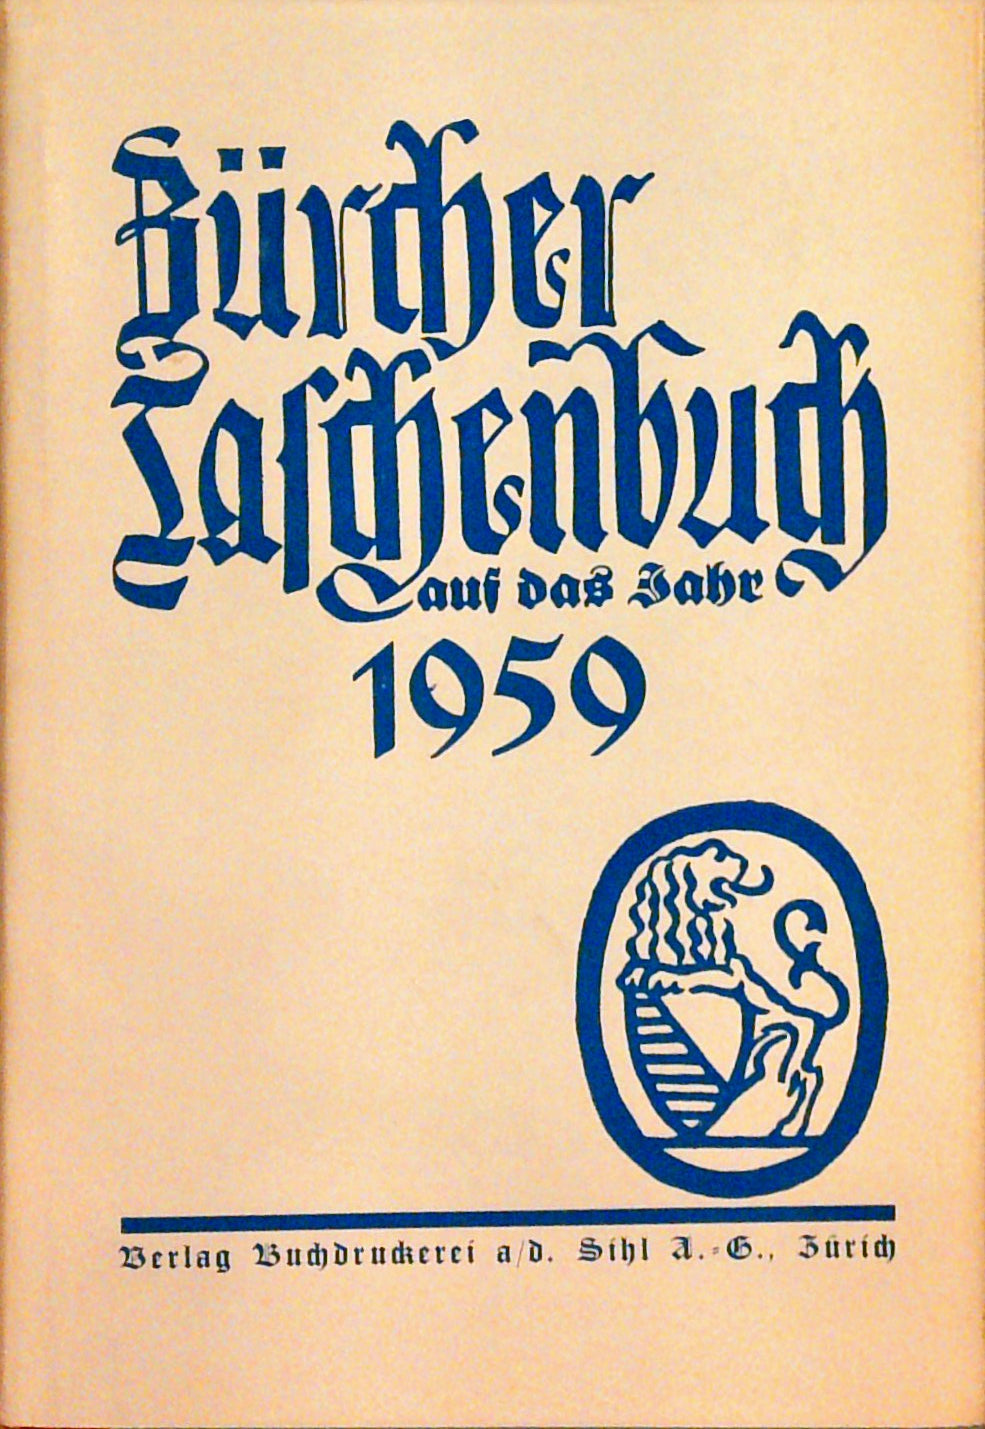 Zürcher
Taschenbuch
auf das Jahr
1959
Verlag Buchdruckerei a/d. Sihl A.-G., Zürich